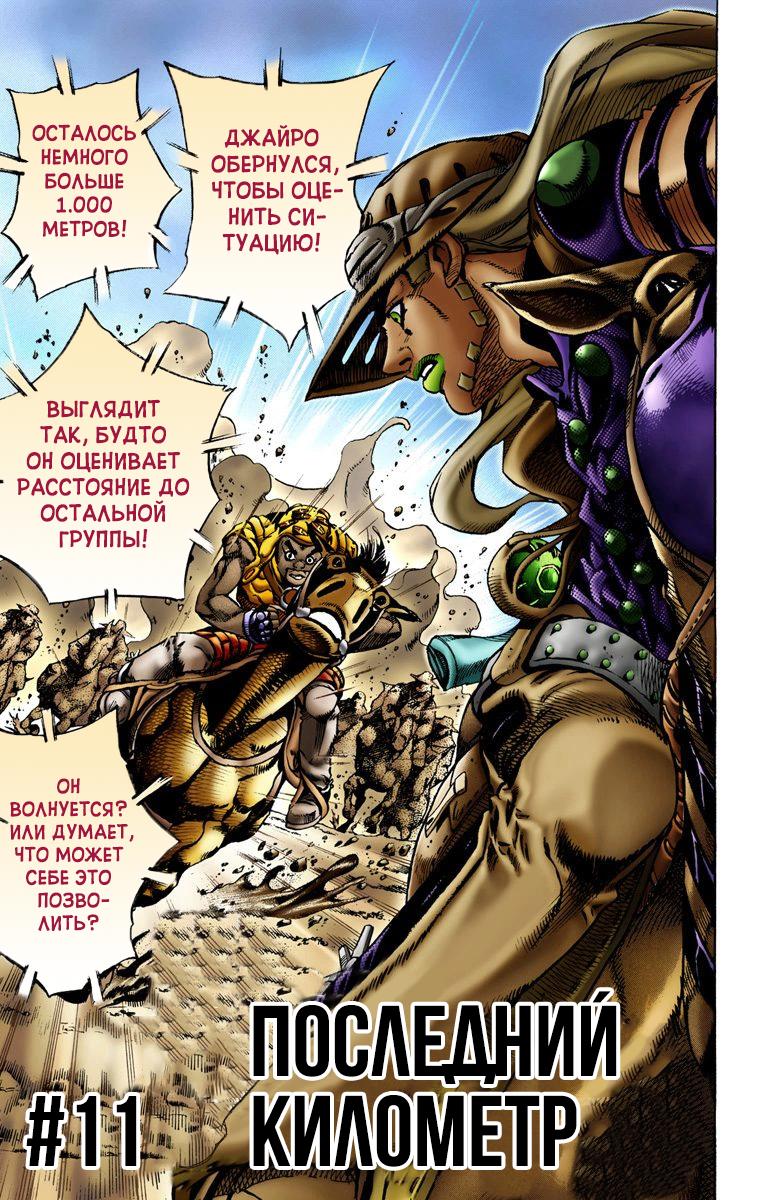 ДЖАЙРО
ОБЕРНУЛСЯ,
ЧТОБЫ ОЦЕ-
НИТЬ СИ-
ТУАЦИЮ!
ОСТАЛОСЬ
НЕМНОГО
БОЛЬШЕ
1.000
МЕТРОВ!
ВЫГЛЯДИТ
ТАК, БУДТО
ОН ОЦЕНИВАЕТ
РАССТОЯНИЕ ДО
ОСТАЛЬНОЙ
ГРУППЫ!
ОН
ВОЛНУЕТСЯ?
ИЛИ ДУМАЕТ,
ЧТО МОЖЕТ
СЕБЕ ЭТО
ПОЗВО-
ЛИТЬ?
#11
ПОСЛЕДНИЙ
КИЛОМЕТР